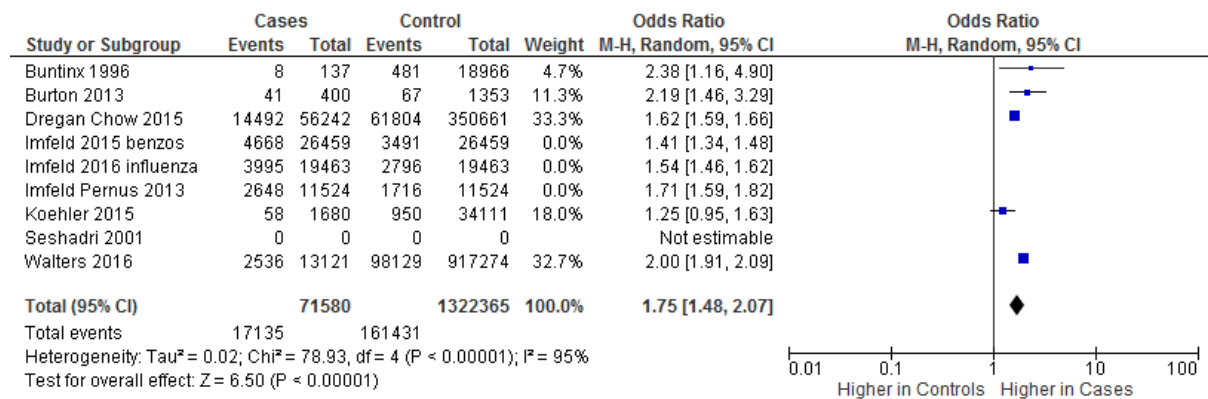 Cases Control Odds Ratio Odds Ratio
Study or Subgroup Events Total Events Total Weight M-H, Random, 95% CI M-H, Random, 95% CI
Buntinx 1996 8 137 481 18966 4.7% 2.38 [1.16, 4.90]
Burton 2013 41 400 67 1353 11.3% 2.19 [1.46, 3.29]
Dregan Chow 2015 14492 56242 61804 350661 33.3% 1.62 [1.59, 1.66]
Imfeld 2015 benzos 4668 26459 3491 26459 0.0% 1.41 [1.34, 1.48]
Imfeld 2016 influenza 3995 19463 2796 19463 0.0% 1.54 [1.46, 1.62]
Imfeld Pernus 2013 2648 11524 1716 11524 0.0% 1.71 [1.59, 1.82]
Koehler 2015 58 1680 950 34111 18.0% 1.25 [0.95, 1.63]
Seshadri 2001 0 0 0 0 Not estimable
Walters 2016 2536 13121 98129 917274 32.7% 2.00 [1.91, 2.09]
Total (95% CI) 71580 1322365 100.0% 1.75 [1.48, 2.07]
Total events 17135 161431
Heterogeneity: Tau² = 0.02; Chi² = 78.93, df = 4 (P < 0.00001); I² = 95%
Test for overall effect: Z = 6.50 (P < 0.00001)
0.01 0.1 1 10 100
Higher in Controls Higher in Cases